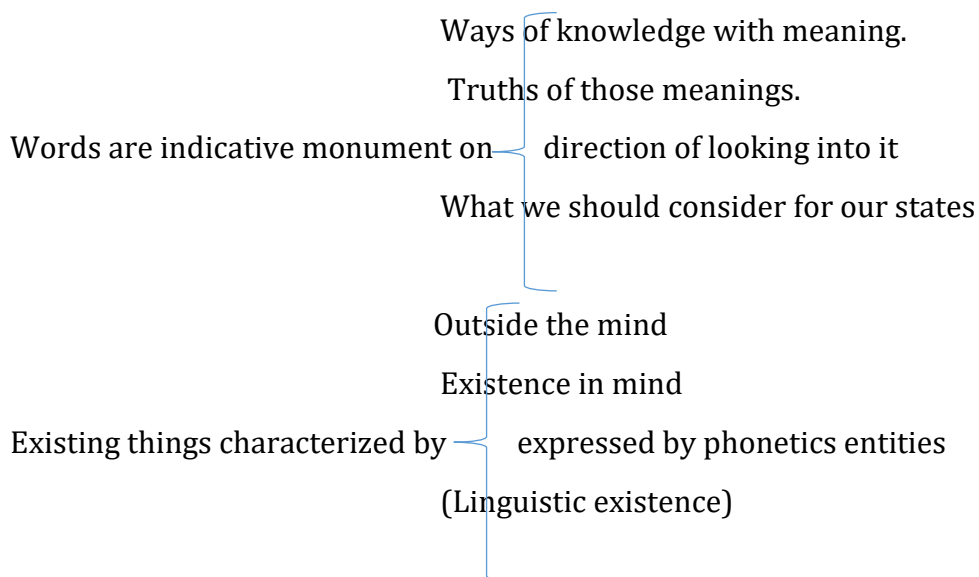 Ways of knowledge with meaning.
Truths of those meanings.
Words are indicative monument on direction of looking into it
What we should consider for our states
Outside the mind
Existence in mind
Existing things characterized by expressed by phonetics entities
(Linguistic existence)